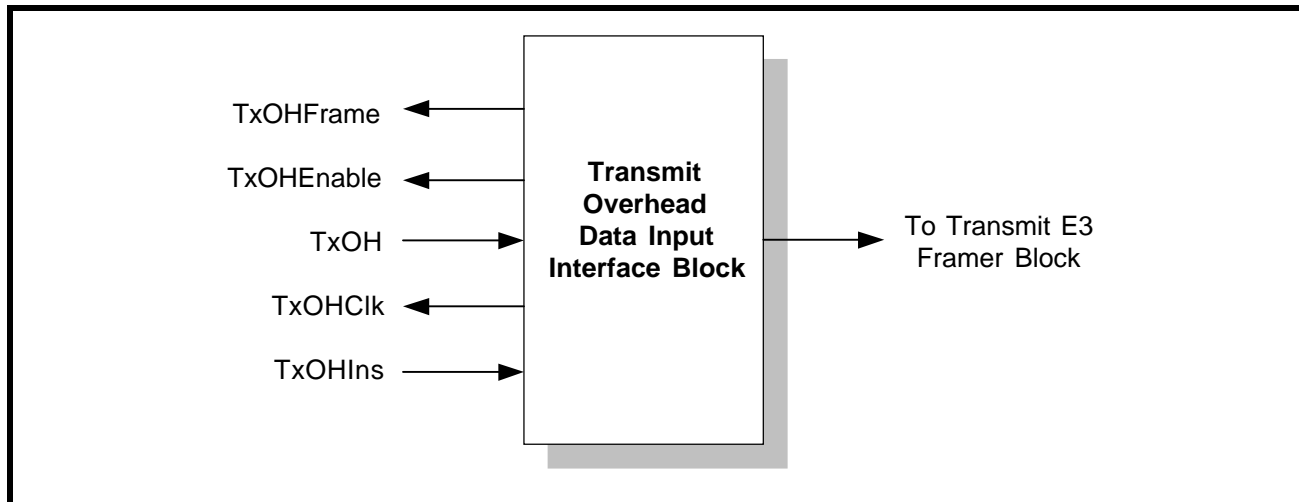 TxOHFrame
TxOHEnable
TxOH
TxOHClk
TxOHIns
Transmit
Overhead
Data Input
Interface Block
To Transmit E3
Framer Block